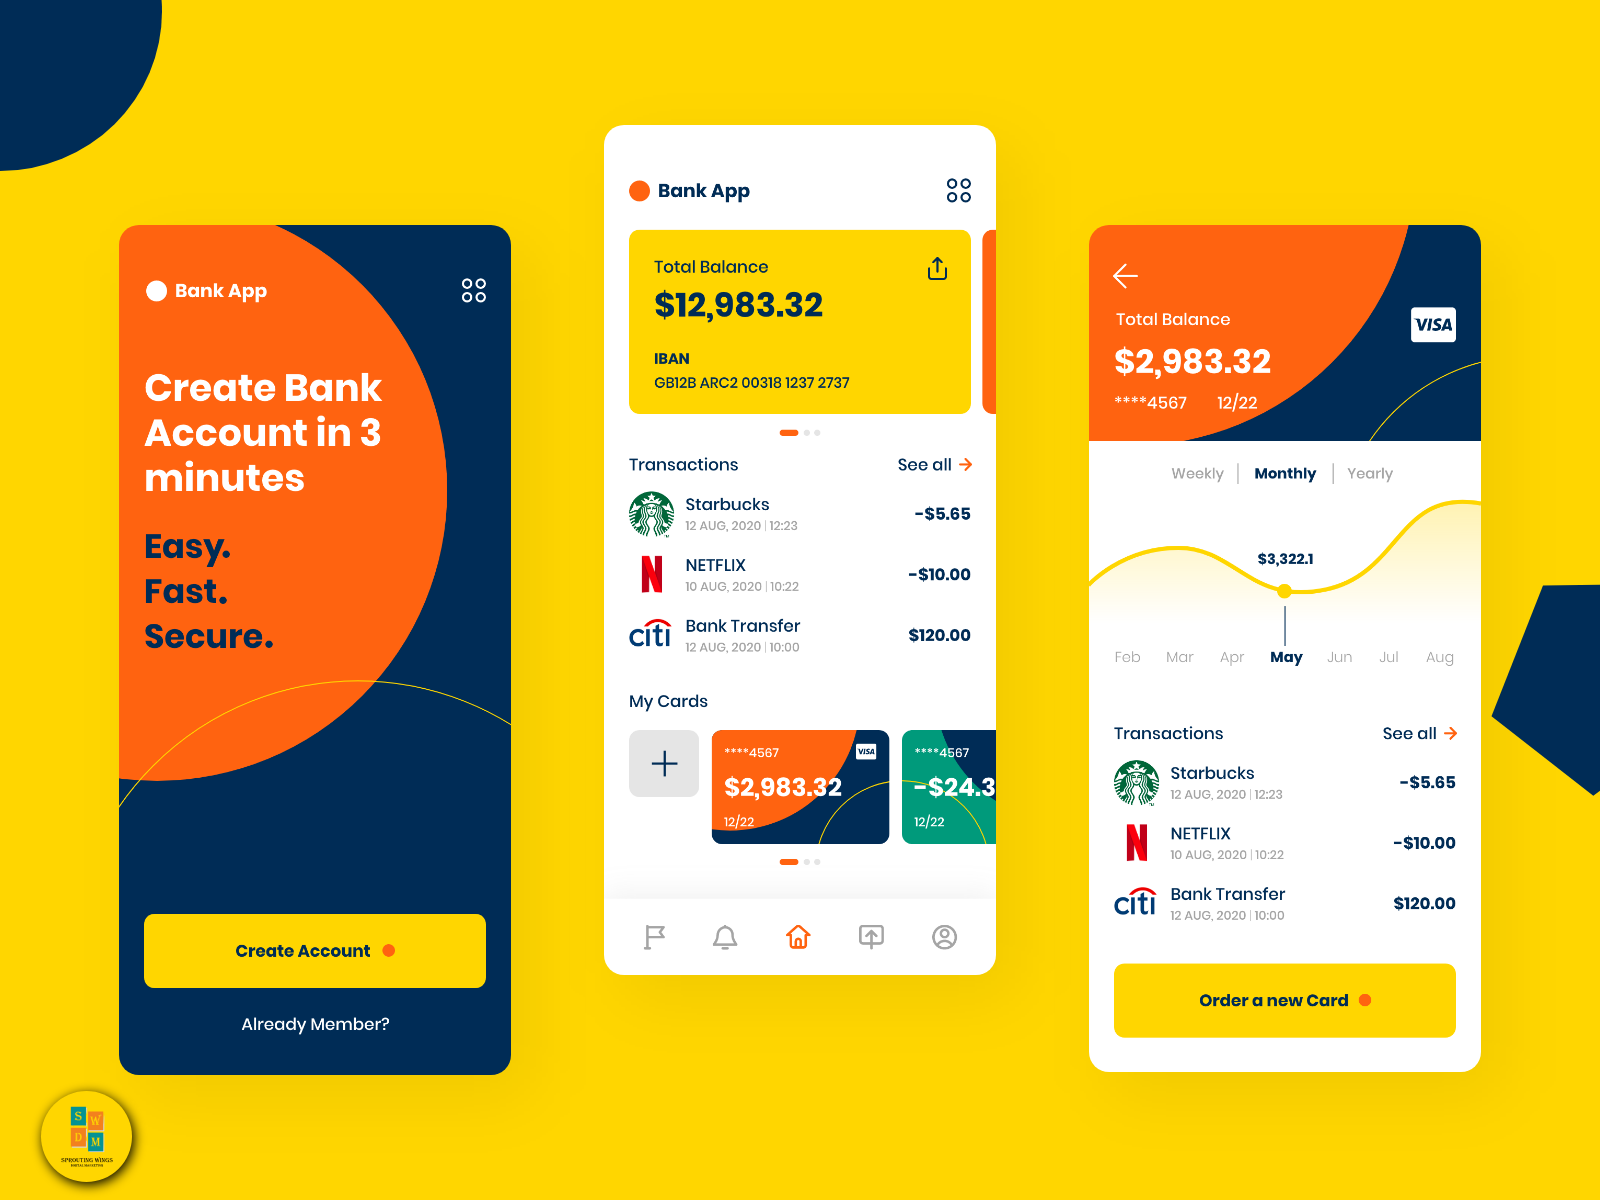 Bank App
Create Bank
Account in 3
minutes
Easy.
Fast.
Secure.
Create Account
Already Member?
Bank App
Total Balance
$12,983.32
IBAN
GB12B ARC2 00318 1237 2737
Transactions See all
Starbucks
12 AUG, 2020 | 12:23
-$5.65
NETFLIX
10 AUG, 2020 | 10:22
-$10.00
citi
Bank Transfer
12 AUG, 2020 | 10:00
$120.00
My Cards
****4567
VISA
$2,983.32
12/22
****4567
-$24.3
12/22
Total Balance
VISA
$2,983.32
****4567 12/22
Weekly | Monthly | Yearly
$3,322.1
Feb Mar Apr May Jun Jul Aug
Transactions See all
Starbucks
12 AUG, 2020 | 12:23
-$5.65
NETFLIX
10 AUG, 2020 | 10:22
-$10.00
citi
Bank Transfer
12 AUG, 2020 | 10:00
$120.00
Order a new Card
S W
D M
SPROUTING WINGS
DIGITAL MARKETING